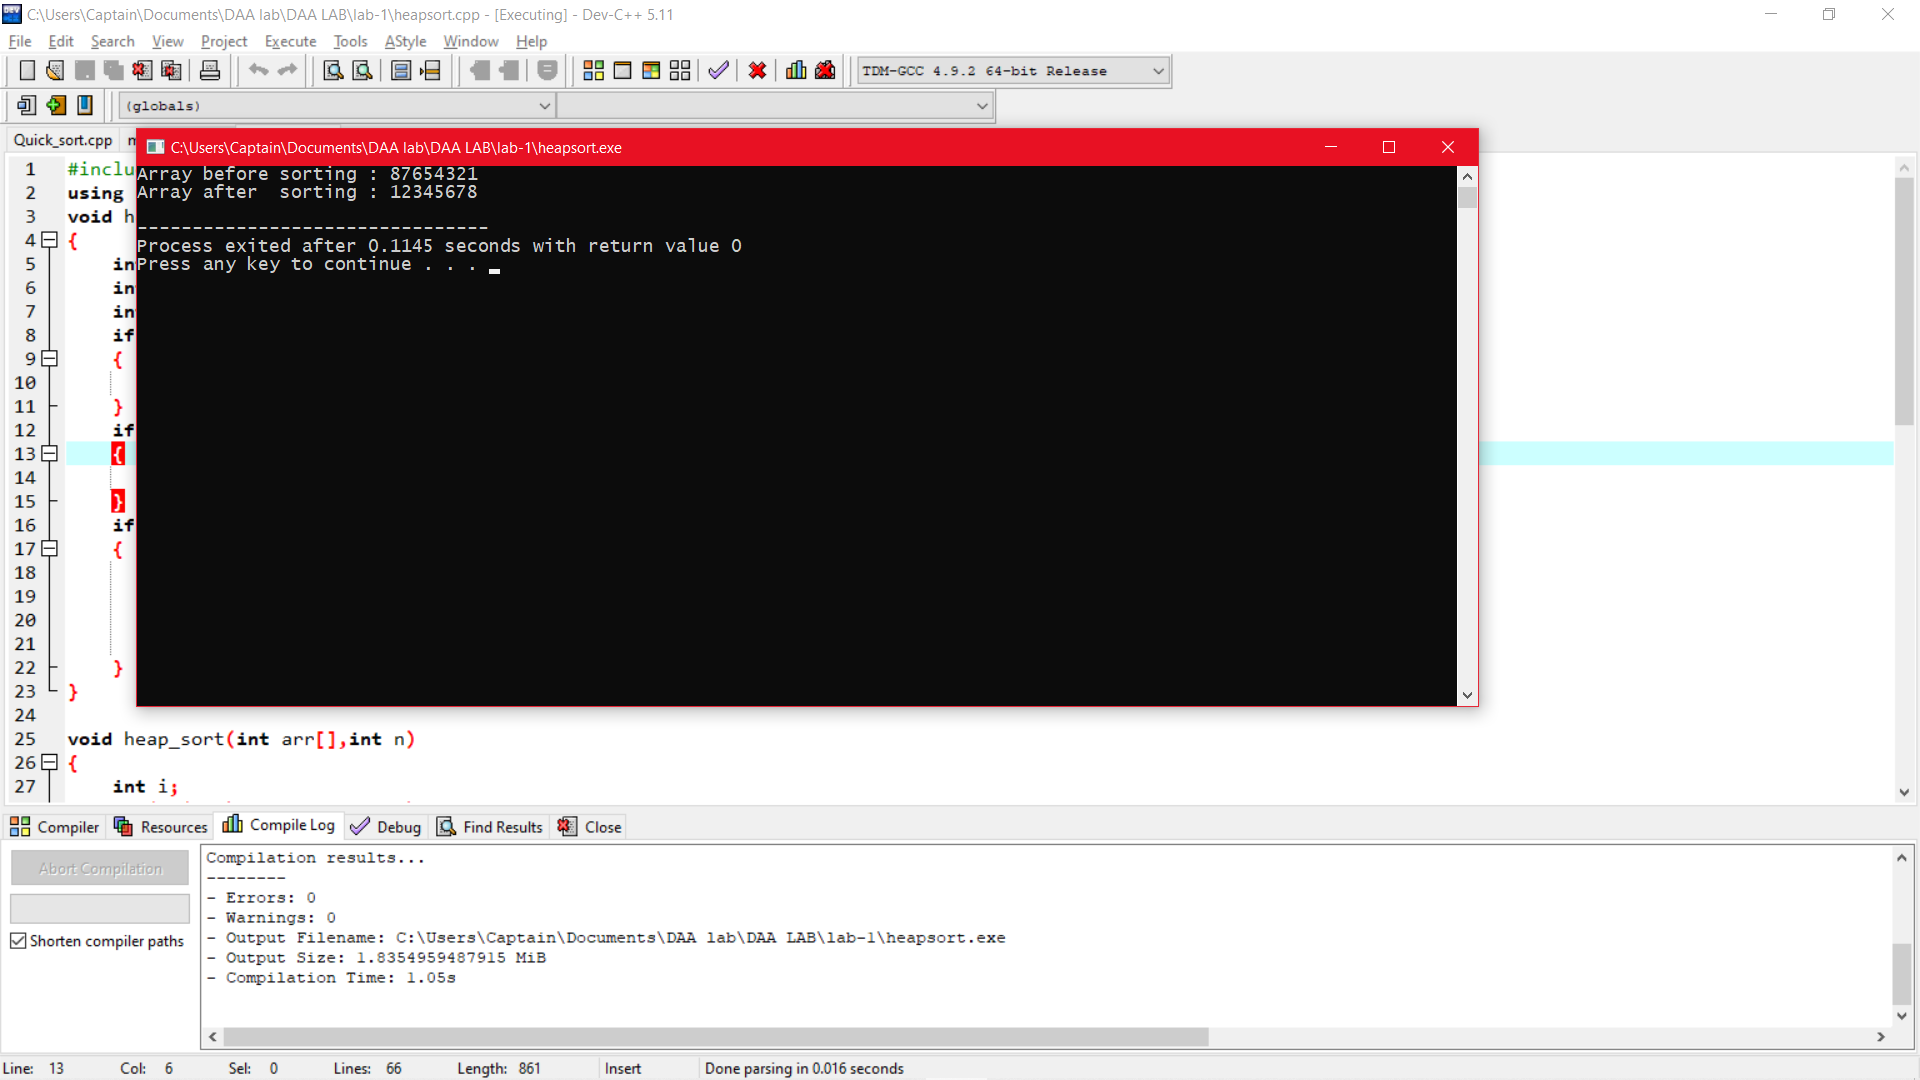 C:\Users\Captain\Documents\DAA lab\DAA LAB\lab-1\heapsort.cpp - [Executing] - Dev-C++ 5.11
File Edit Search View Project Execute Tools AStyle Window Help
TDM-GCC 4.9.2 64-bit Release
(globals)
Quick_sort.cpp
C:\Users\Captain\Documents\DAA lab\DAA LAB\lab-1\heapsort.exe
Array before sorting : 87654321
Array after  sorting : 12345678
--------------------------------
Process exited after 0.1145 seconds with return value 0
Press any key to continue . . .
1 #inclu
2 using
3 void h
4 {
5 in
6 in
7 in
8 if
9 {
10
11 }
12 if
13 {
14
15 }
16 if
17 {
18
19
20
21
22 }
23 }
24
25 void heap_sort(int arr[],int n)
26 {
27 int i;
Compiler Resources Compile Log Debug Find Results Close
Abort Compilation
Shorten compiler paths
Compilation results...
--------
- Errors: 0
- Warnings: 0
- Output Filename: C:\Users\Captain\Documents\DAA lab\DAA LAB\lab-1\heapsort.exe
- Output Size: 1.8354959487915 MiB
- Compilation Time: 1.05s
Line: 13 Col: 6 Sel: 0 Lines: 66 Length: 861 Insert Done parsing in 0.016 seconds